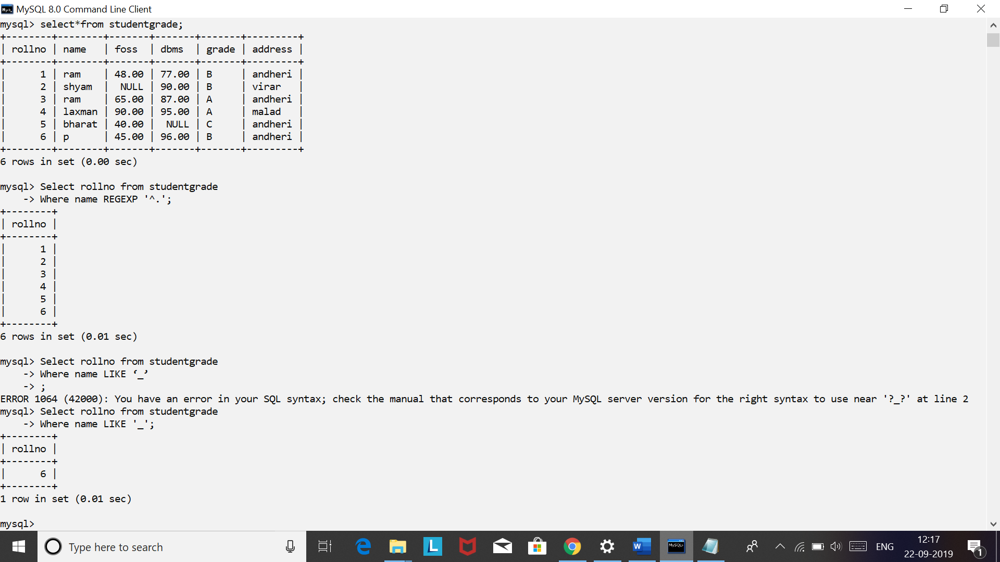 MySQL 8.0 Command Line Client
mysql> select*from studentgrade;
+--------+--------+-------+-------+-------+---------+
| rollno | name   | foss  | dbms  | grade | address |
+--------+--------+-------+-------+-------+---------+
|      1 | ram    | 48.00 | 77.00 | B     | andheri |
|      2 | shyam  |  NULL | 90.00 | B     | virar   |
|      3 | ram    | 65.00 | 87.00 | A     | andheri |
|      4 | laxman | 90.00 | 95.00 | A     | malad   |
|      5 | bharat | 40.00 |  NULL | C     | andheri |
|      6 | p      | 45.00 | 96.00 | B     | andheri |
+--------+--------+-------+-------+-------+---------+
6 rows in set (0.00 sec)
mysql> Select rollno from studentgrade
    -> Where name REGEXP '^.';
+--------+
| rollno |
+--------+
|      1 |
|      2 |
|      3 |
|      4 |
|      5 |
|      6 |
+--------+
6 rows in set (0.01 sec)
mysql> Select rollno from studentgrade
    -> Where name LIKE ‘_’
    -> ;
ERROR 1064 (42000): You have an error in your SQL syntax; check the manual that corresponds to your MySQL server version for the right syntax to use near '?_?' at line 2
mysql> Select rollno from studentgrade
    -> Where name LIKE '_';
+--------+
| rollno |
+--------+
|      6 |
+--------+
1 row in set (0.01 sec)
mysql>
Type here to search
L
W
MySQL
ENG
12:17
22-09-2019
1